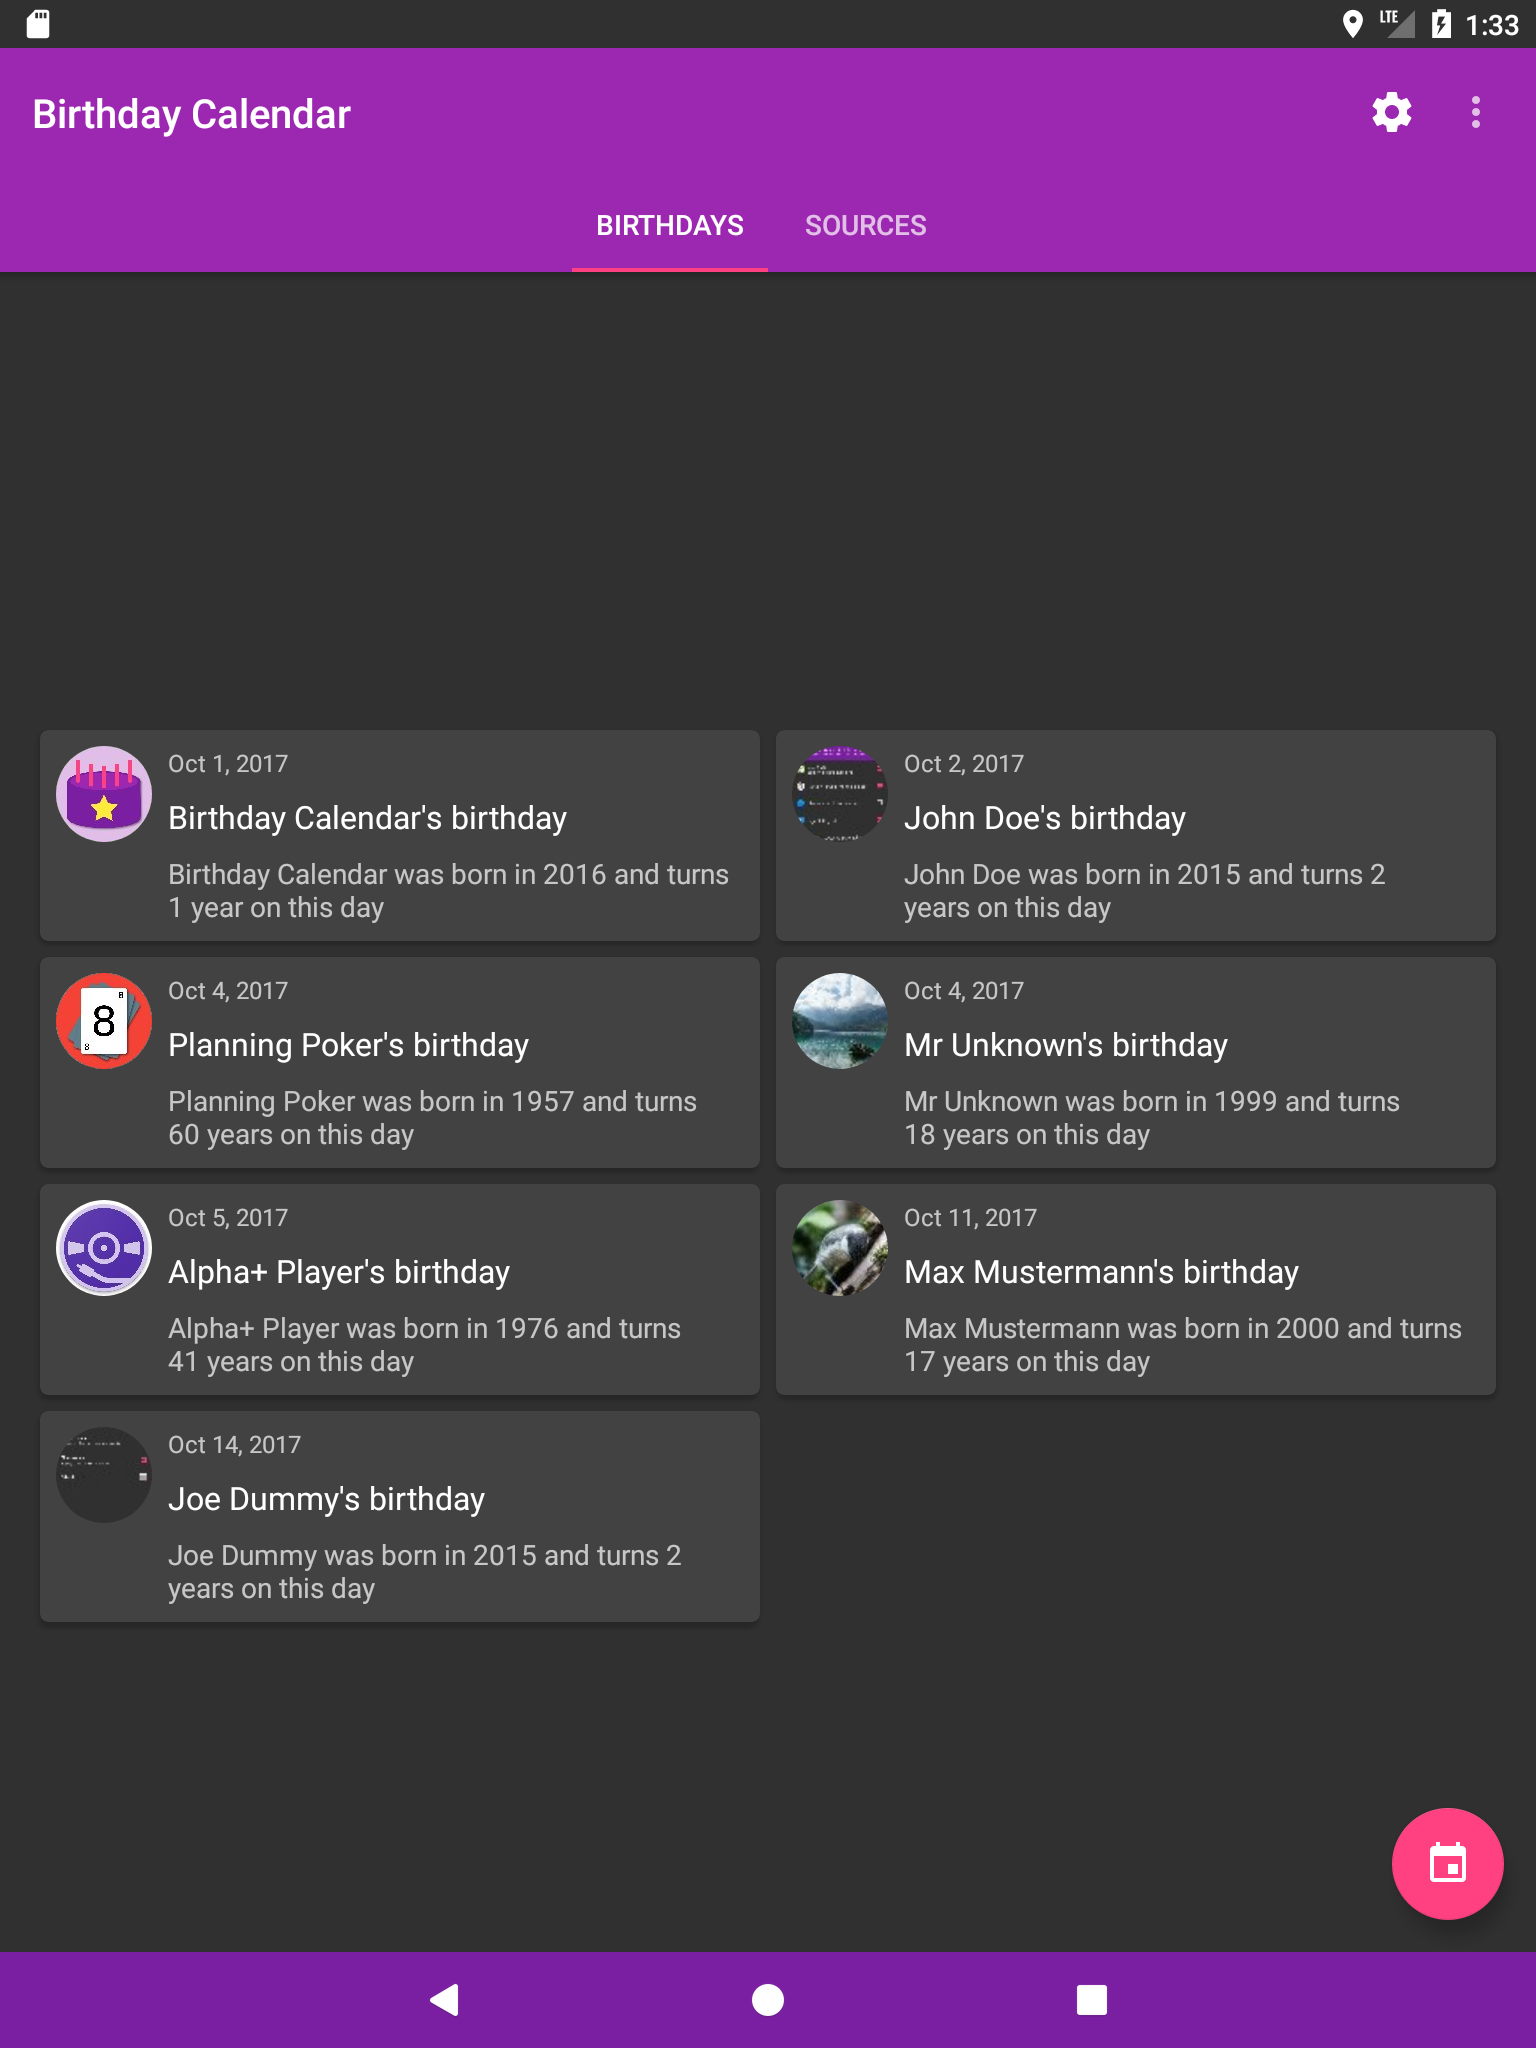 LTE 1:33
Birthday Calendar
BIRTHDAYS SOURCES
Oct 1, 2017
Birthday Calendar's birthday
Birthday Calendar was born in 2016 and turns
1 year on this day
Oct 2, 2017
John Doe's birthday
John Doe was born in 2015 and turns 2
years on this day
8
8
Oct 4, 2017
Planning Poker's birthday
Planning Poker was born in 1957 and turns
60 years on this day
Oct 4, 2017
Mr Unknown's birthday
Mr Unknown was born in 1999 and turns
18 years on this day
Oct 5, 2017
Alpha+ Player's birthday
Alpha+ Player was born in 1976 and turns
41 years on this day
Oct 11, 2017
Max Mustermann's birthday
Max Mustermann was born in 2000 and turns
17 years on this day
Oct 14, 2017
Joe Dummy's birthday
Joe Dummy was born in 2015 and turns 2
years on this day